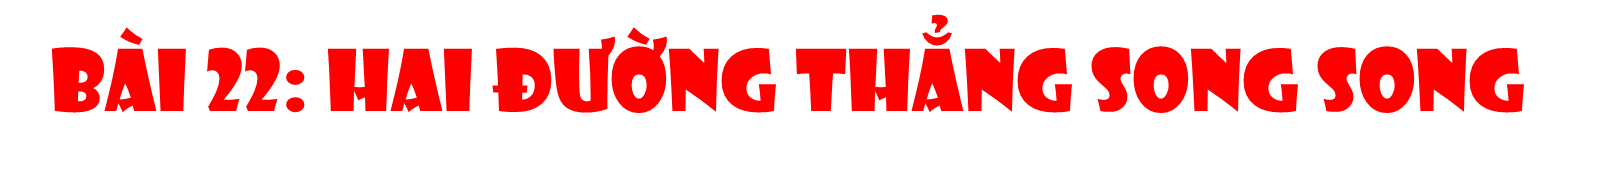 BÀI 22: HAI ĐƯỜNG THẲNG SONG SONG